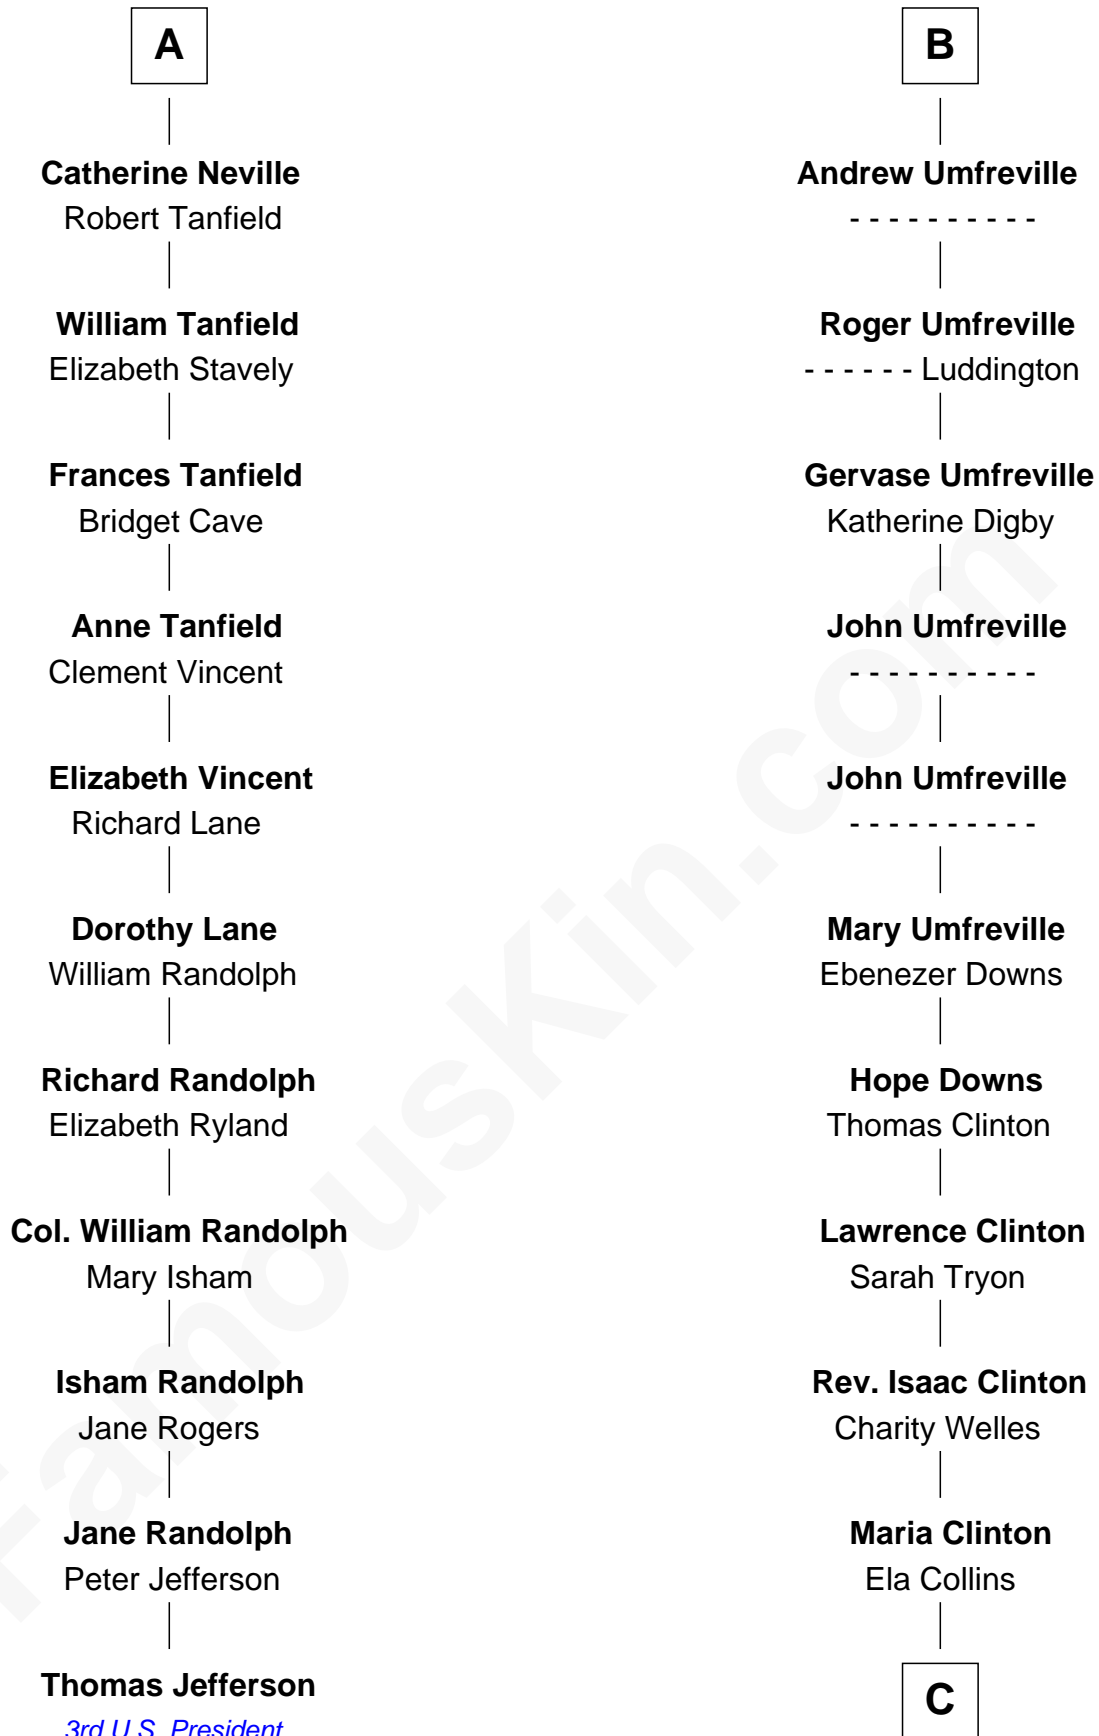 A
Catherine Neville
Robert Tanfield
William Tanfield
Elizabeth Stavely
Frances Tanfield
Bridget Cave
Anne Tanfield
Clement Vincent
Elizabeth Vincent
Richard Lane
Dorothy Lane
William Randolph
Richard Randolph
Elizabeth Ryland
Col. William Randolph
Mary Isham
Isham Randolph
Jane Rogers
Jane Randolph
Peter Jefferson
Thomas Jefferson
3rd U.S. President
B
Andrew Umfreville
- - - - - - - - - -
Roger Umfreville
- - - - - - Luddington
Gervase Umfreville
Katherine Digby
John Umfreville
- - - - - - - - - -
John Umfreville
- - - - - - - - - -
Mary Umfreville
Ebenezer Downs
Hope Downs
Thomas Clinton
Lawrence Clinton
Sarah Tryon
Rev. Isaac Clinton
Charity Welles
Maria Clinton
Ela Collins
C
FamousKin.com